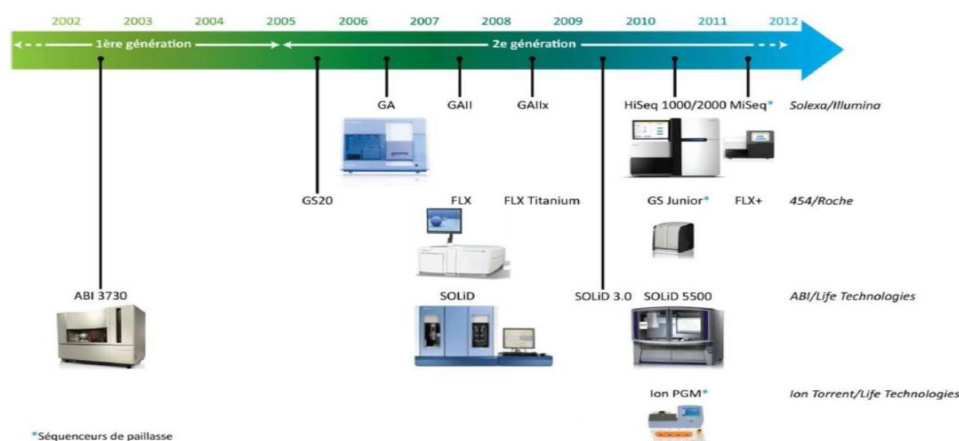 2002 2003 2004 2005 2006 2007 2008 2009 2010 2011 2012
1ère génération 2e génération
GA GAII GAIIx HiSeq 1000/2000 MiSeq* Solexa/Illumina
GS20 FLX FLX Titanium GS Junior* FLX+ 454/Roche
ABI 3730 SOLiD SOLiD 3.0 SOLiD 5500 ABI/Life Technologies
Ion PGM* Ion Torrent/Life Technologies
*Séquenceurs de paillasse